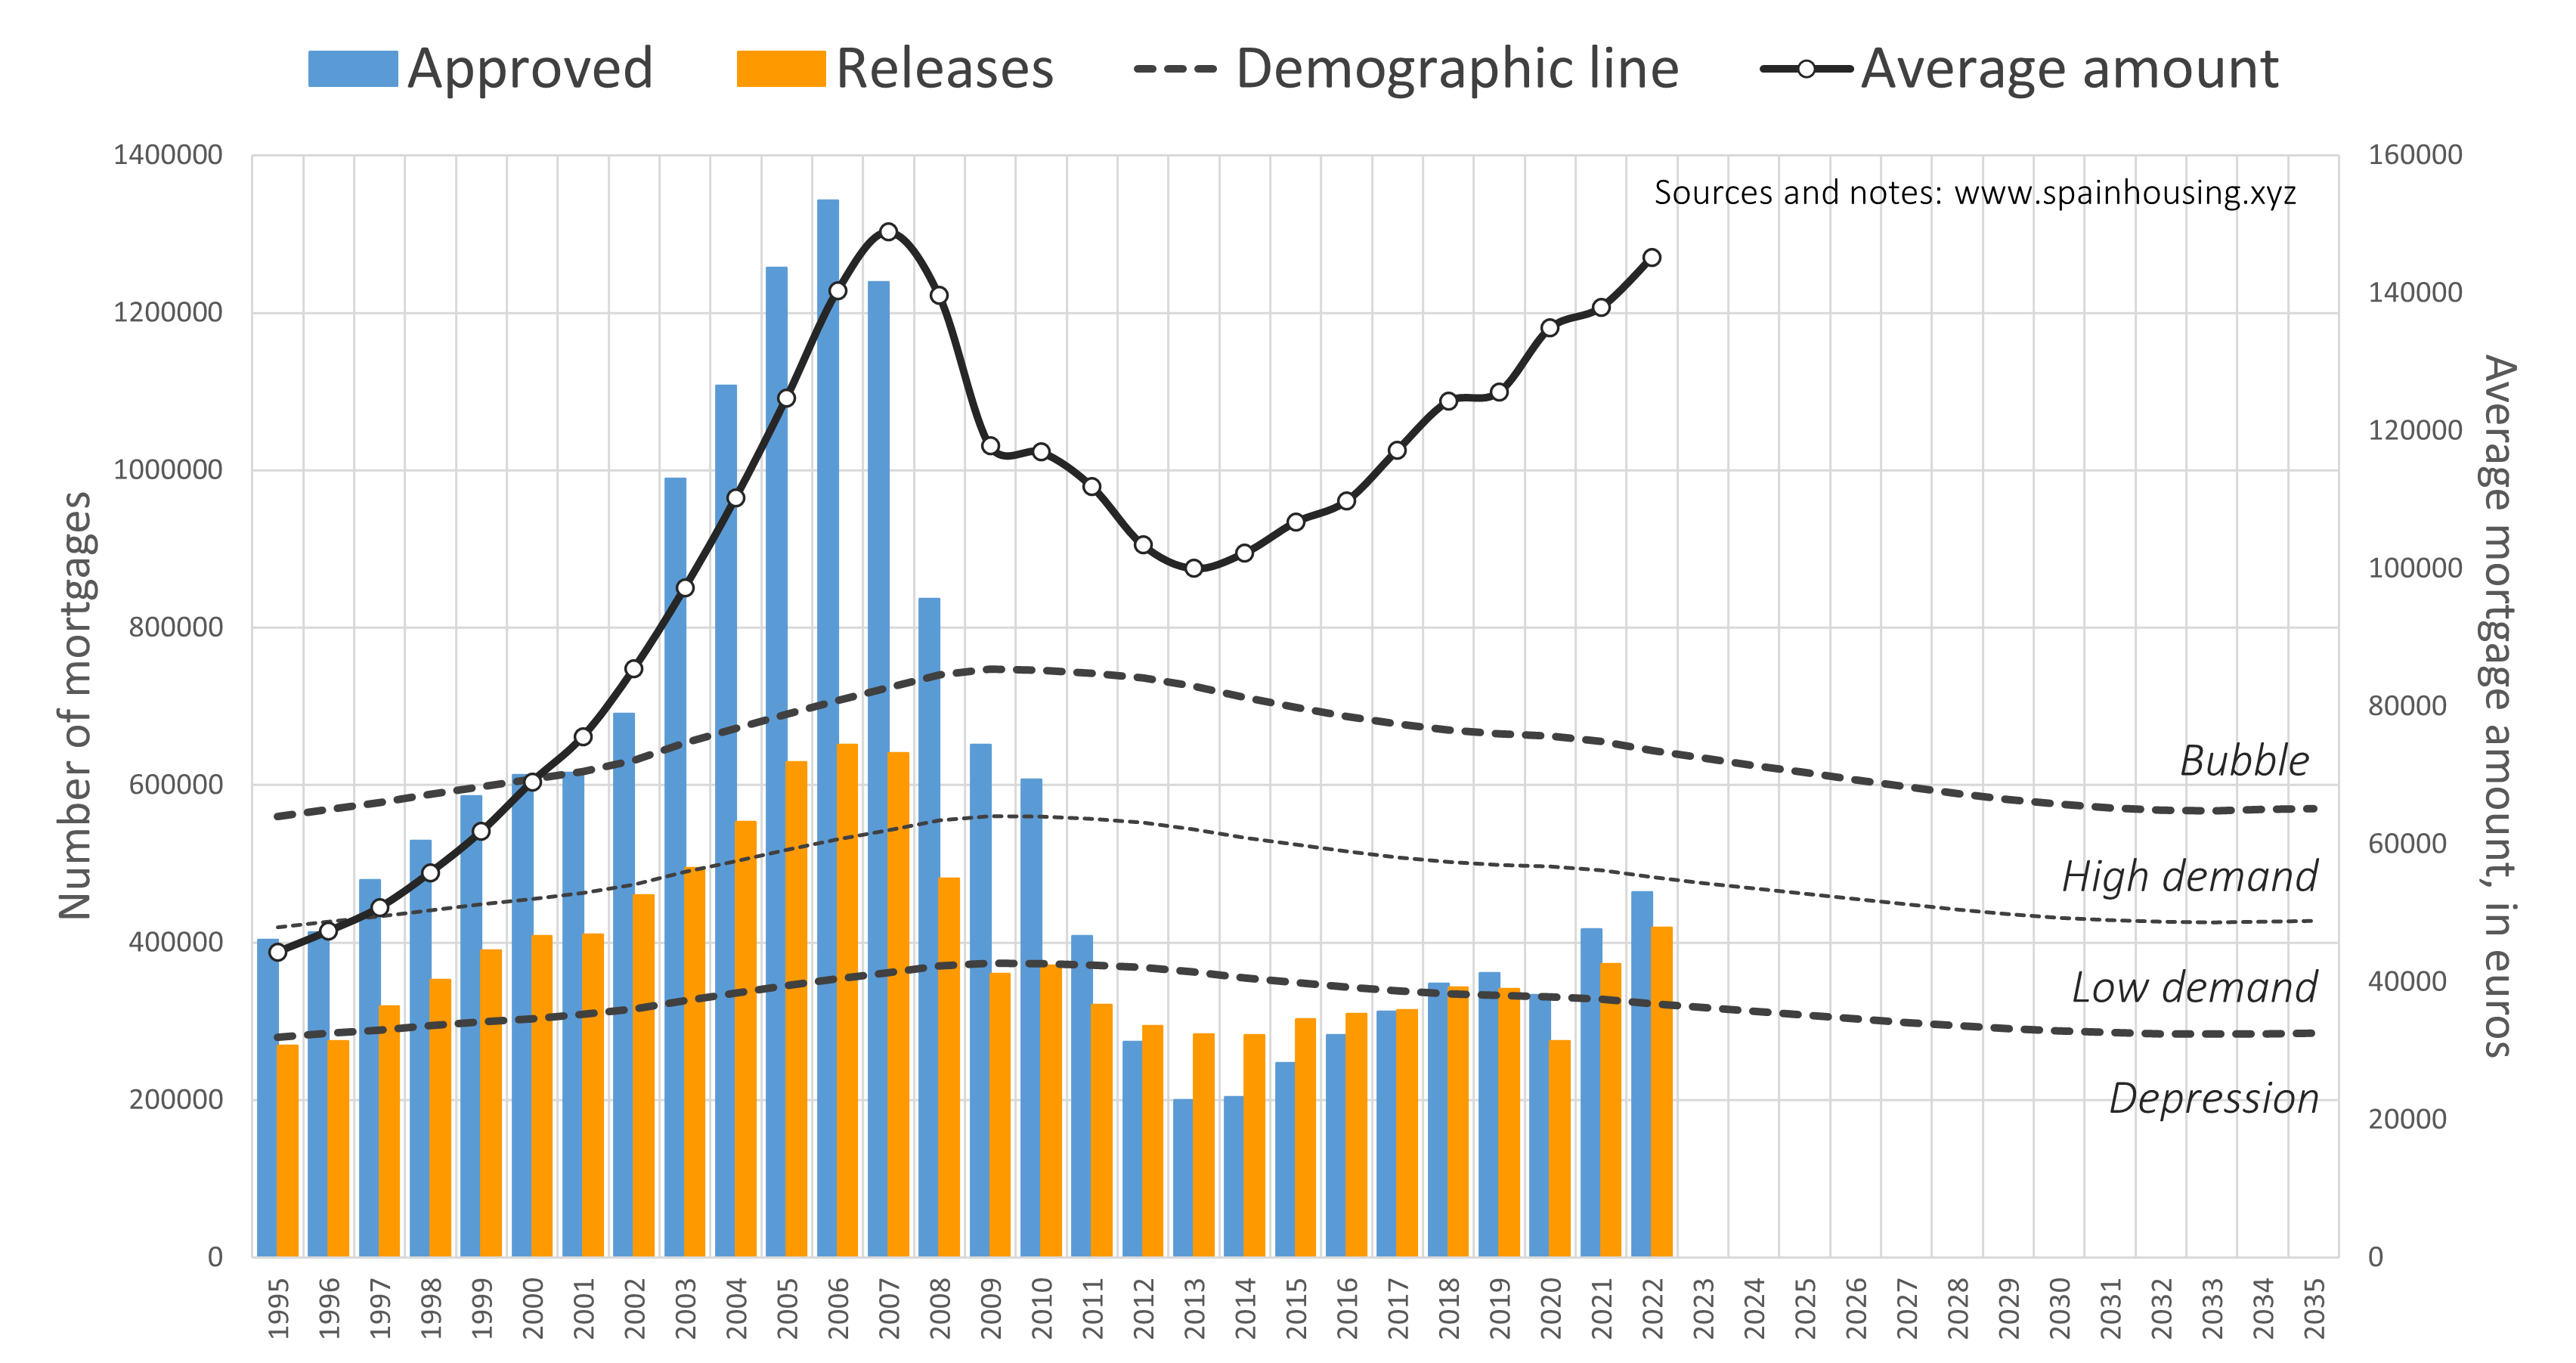 Approved Releases Demographic line Average amount
Sources and notes: www.spainhousing.xyz
Number of mortgages
1400000
1200000
1000000
800000
600000
400000
200000
0
160000
140000
120000
100000
80000
60000
40000
20000
0
Average mortgage amount, in euros
Bubble
High demand
Low demand
Depression
1995 1996 1997 1998 1999 2000 2001 2002 2003 2004 2005 2006 2007 2008 2009 2010 2011 2012 2013 2014 2015 2016 2017 2018 2019 2020 2021 2022 2023 2024 2025 2026 2027 2028 2029 2030 2031 2032 2033 2034 2035